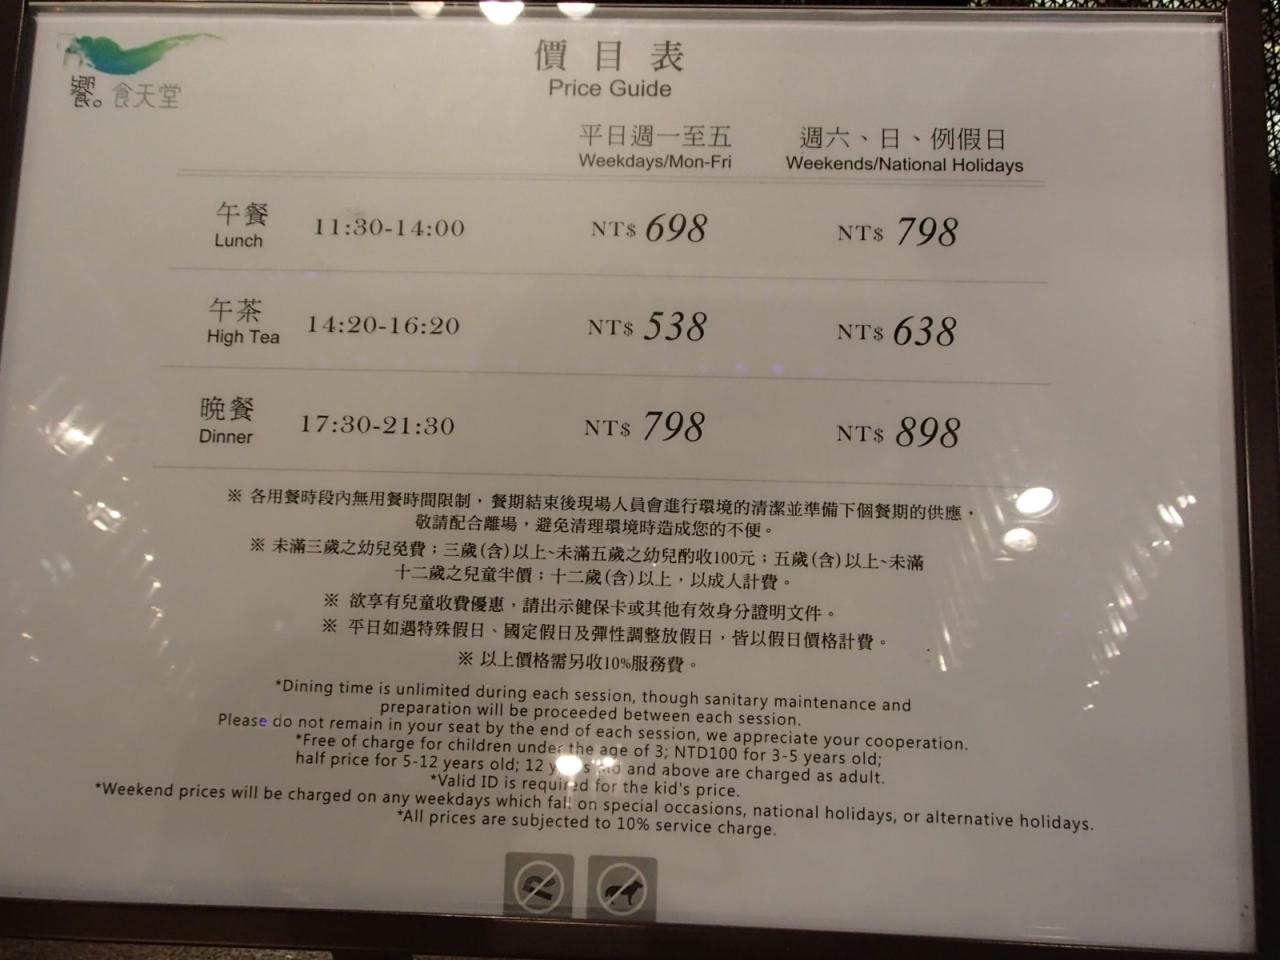 饗。食天堂
價目表
Price Guide
平日週一至五 週六、日、例假日
Weekdays/Mon-Fri Weekends/National Holidays
午餐 11:30-14:00 NT$ 698 NT$ 798
Lunch
午茶 14:20-16:20 NT$ 538 NT$ 638
High Tea
晚餐 17:30-21:30 NT$ 798 NT$ 898
Dinner
※ 各用餐時段內無用餐時間限制，餐期結束後現場人員會進行環境的清潔並準備下個餐期的供應，
敬請配合離場，避免清理環境時造成您的不便。
※ 未滿三歲之幼兒免費；三歲(含)以上~未滿五歲之幼兒酌收100元；五歲(含)以上~未滿
十二歲之兒童半價；十二歲(含)以上，以成人計費。
※ 欲享有兒童收費優惠，請出示健保卡或其他有效身分證明文件。
※ 平日如遇特殊假日、國定假日及彈性調整放假日，皆以假日價格計費。
※ 以上價格需另收10%服務費。
*Dining time is unlimited during each session, though sanitary maintenance and
preparation will be proceeded between each session.
Please do not remain in your seat by the end of each session, we appreciate your cooperation.
*Free of charge for children under the age of 3; NTD100 for 3-5 years old;
half price for 5-12 years old; 12 years old and above are charged as adult.
*Valid ID is required for the kid's price.
*Weekend prices will be charged on any weekdays which fall on special occasions, national holidays, or alternative holidays.
*All prices are subjected to 10% service charge.